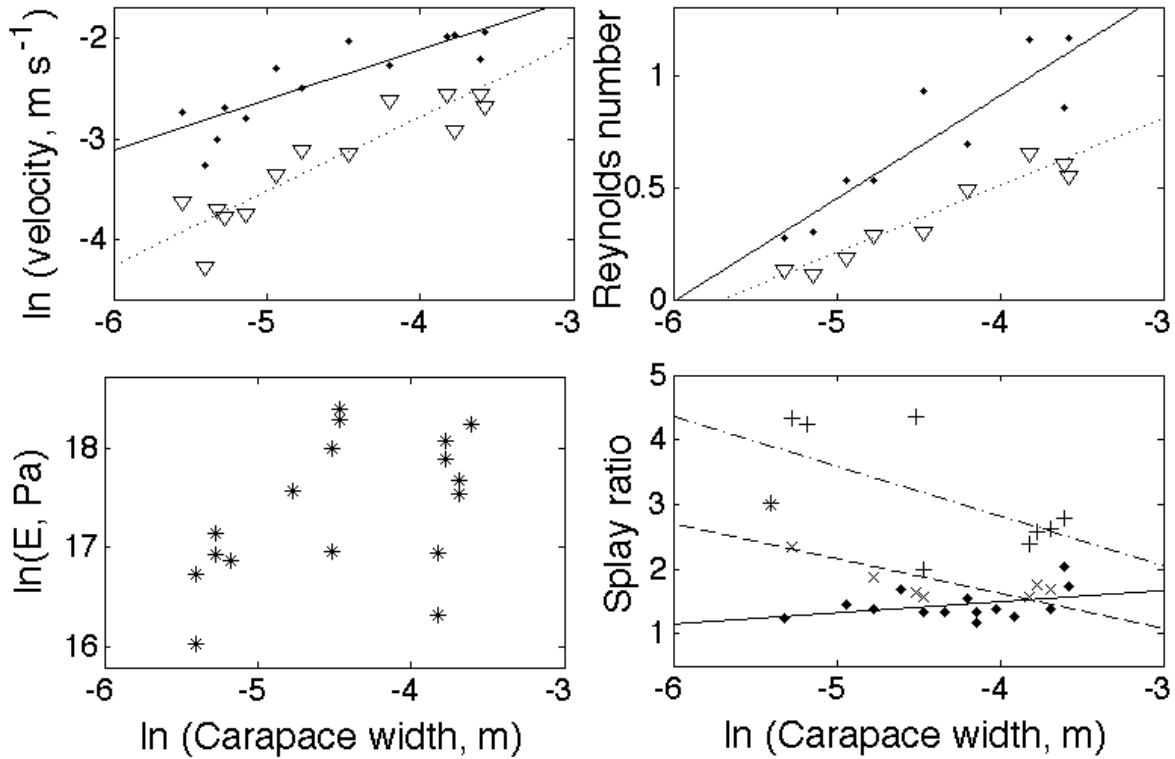 ln (velocity, m s⁻¹)
-2
-3
-4
-6 -5 -4 -3
Reynolds number
1
0.5
0
-6 -5 -4 -3
ln(E, Pa)
18
17
16
-6 -5 -4 -3
ln (Carapace width, m)
Splay ratio
5
4
3
2
1
-6 -5 -4 -3
ln (Carapace width, m)